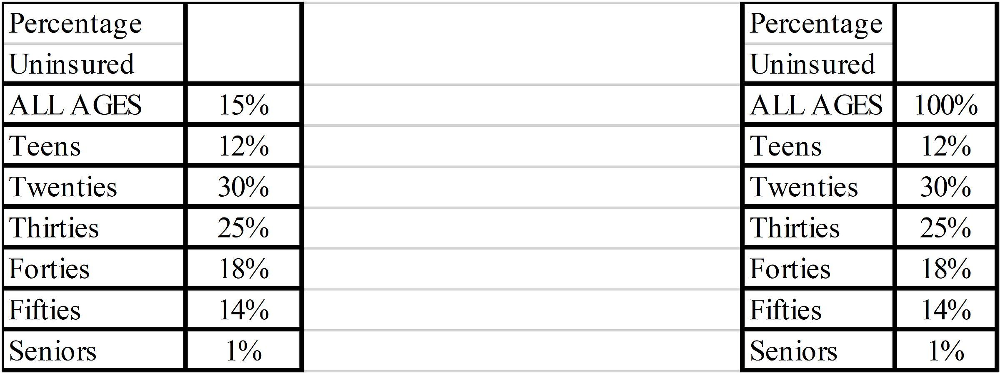 Percentage
Uninsured
ALL AGES 15%
Teens 12%
Twenties 30%
Thirties 25%
Forties 18%
Fifties 14%
Seniors 1%
Percentage
Uninsured
ALL AGES 100%
Teens 12%
Twenties 30%
Thirties 25%
Forties 18%
Fifties 14%
Seniors 1%